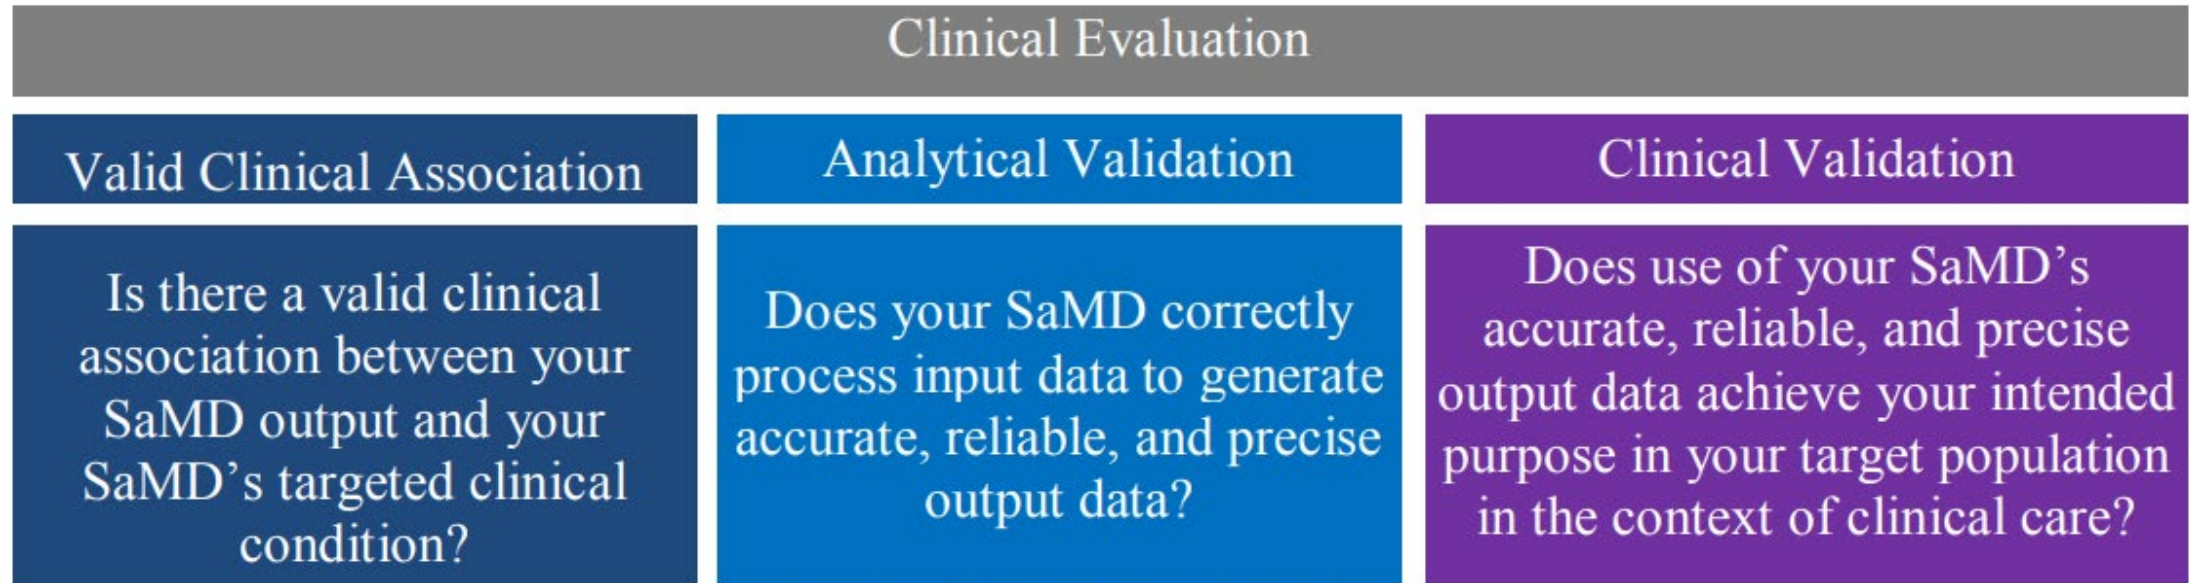 Clinical Evaluation
Valid Clinical Association
Analytical Validation
Clinical Validation
Is there a valid clinical
association between your
SaMD output and your
SaMD’s targeted clinical
condition?
Does your SaMD correctly
process input data to generate
accurate, reliable, and precise
output data?
Does use of your SaMD’s
accurate, reliable, and precise
output data achieve your intended
purpose in your target population
in the context of clinical care?